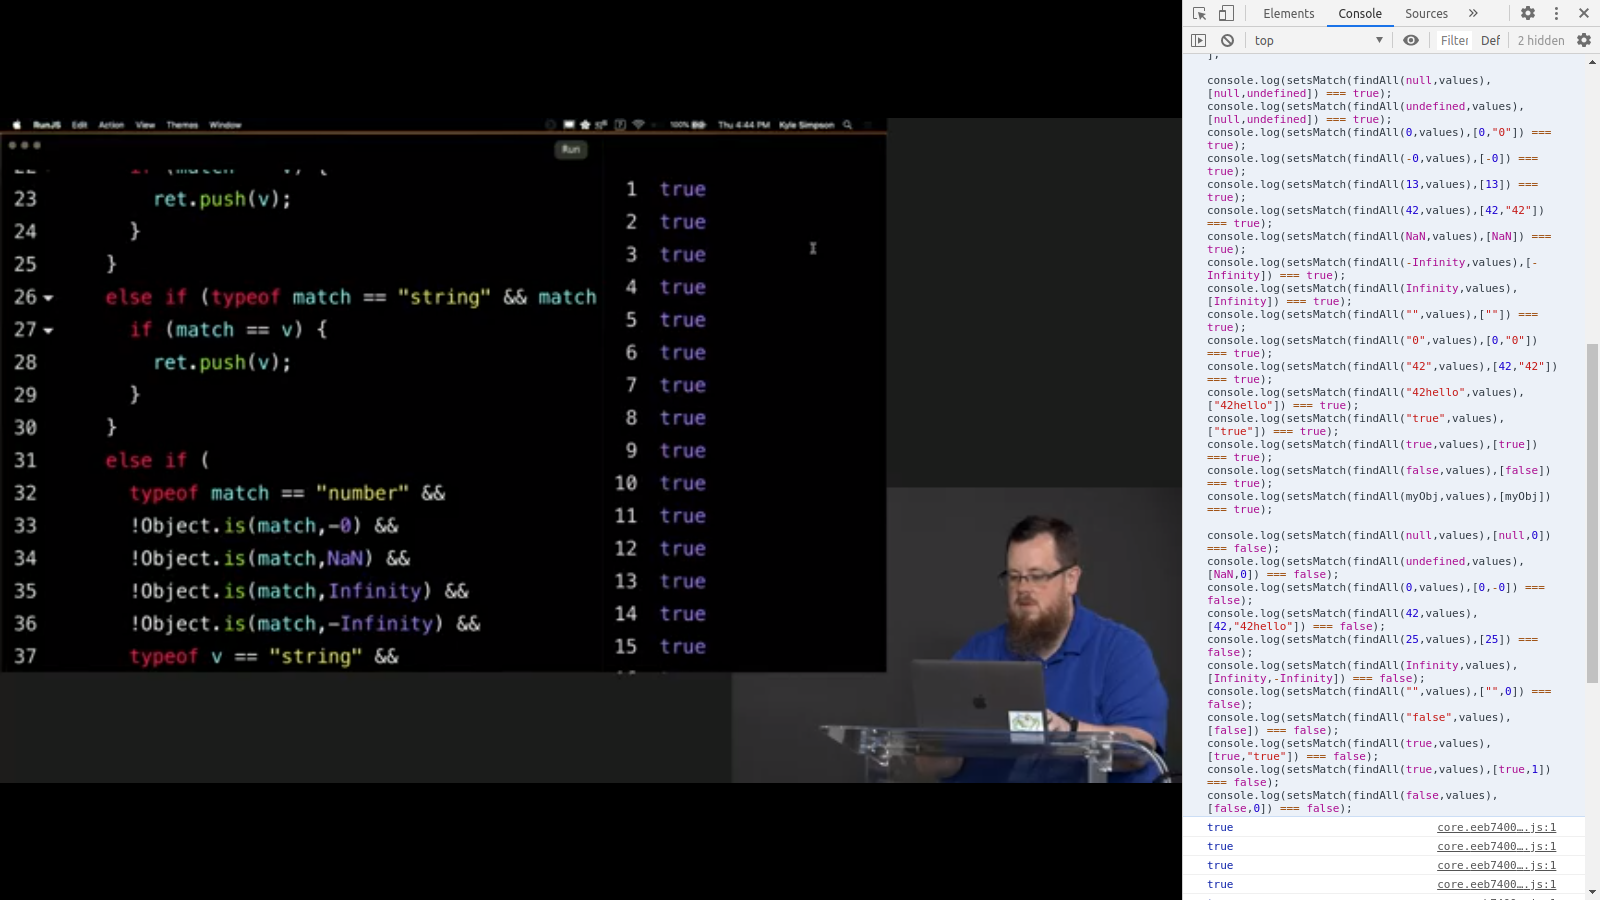 RunJS Edit Action View Themes Window
100% Thu 4:44 PM Kyle Simpson
Run
23 ret.push(v);
24 }
25 }
26 else if (typeof match == "string" && match
27 if (match == v) {
28 ret.push(v);
29 }
30 }
31 else if (
32 typeof match == "number" &&
33 !Object.is(match,-0) &&
34 !Object.is(match,NaN) &&
35 !Object.is(match,Infinity) &&
36 !Object.is(match,-Infinity) &&
37 typeof v == "string" &&
1 true
2 true
3 true
4 true
5 true
6 true
7 true
8 true
9 true
10 true
11 true
12 true
13 true
14 true
15 true
Elements Console Sources »
top Filter Def 2 hidden
console.log(setsMatch(findAll(null,values),
[null,undefined]) === true);
console.log(setsMatch(findAll(undefined,values),
[null,undefined]) === true);
console.log(setsMatch(findAll(0,values),[0,"0"]) ===
true);
console.log(setsMatch(findAll(-0,values),[-0]) ===
true);
console.log(setsMatch(findAll(13,values),[13]) ===
true);
console.log(setsMatch(findAll(42,values),[42,"42"])
=== true);
console.log(setsMatch(findAll(NaN,values),[NaN]) ===
true);
console.log(setsMatch(findAll(-Infinity,values),[-
Infinity]) === true);
console.log(setsMatch(findAll(Infinity,values),
[Infinity]) === true);
console.log(setsMatch(findAll("",values),[""]) ===
true);
console.log(setsMatch(findAll("0",values),[0,"0"])
=== true);
console.log(setsMatch(findAll("42",values),[42,"42"])
=== true);
console.log(setsMatch(findAll("42hello",values),
["42hello"]) === true);
console.log(setsMatch(findAll("true",values),
["true"]) === true);
console.log(setsMatch(findAll(true,values),[true])
=== true);
console.log(setsMatch(findAll(false,values),[false])
=== true);
console.log(setsMatch(findAll(myObj,values),[myObj])
=== true);
console.log(setsMatch(findAll(null,values),[null,0])
=== false);
console.log(setsMatch(findAll(undefined,values),
[NaN,0]) === false);
console.log(setsMatch(findAll(0,values),[0,-0]) ===
false);
console.log(setsMatch(findAll(42,values),
[42,"42hello"]) === false);
console.log(setsMatch(findAll(25,values),[25]) ===
false);
console.log(setsMatch(findAll(Infinity,values),
[Infinity,-Infinity]) === false);
console.log(setsMatch(findAll("",values),["",0]) ===
false);
console.log(setsMatch(findAll("false",values),
[false]) === false);
console.log(setsMatch(findAll(true,values),
[true,"true"]) === false);
console.log(setsMatch(findAll(true,values),[true,1])
=== false);
console.log(setsMatch(findAll(false,values),
[false,0]) === false);
true core.eeb7400….js:1
true core.eeb7400….js:1
true core.eeb7400….js:1
true core.eeb7400….js:1